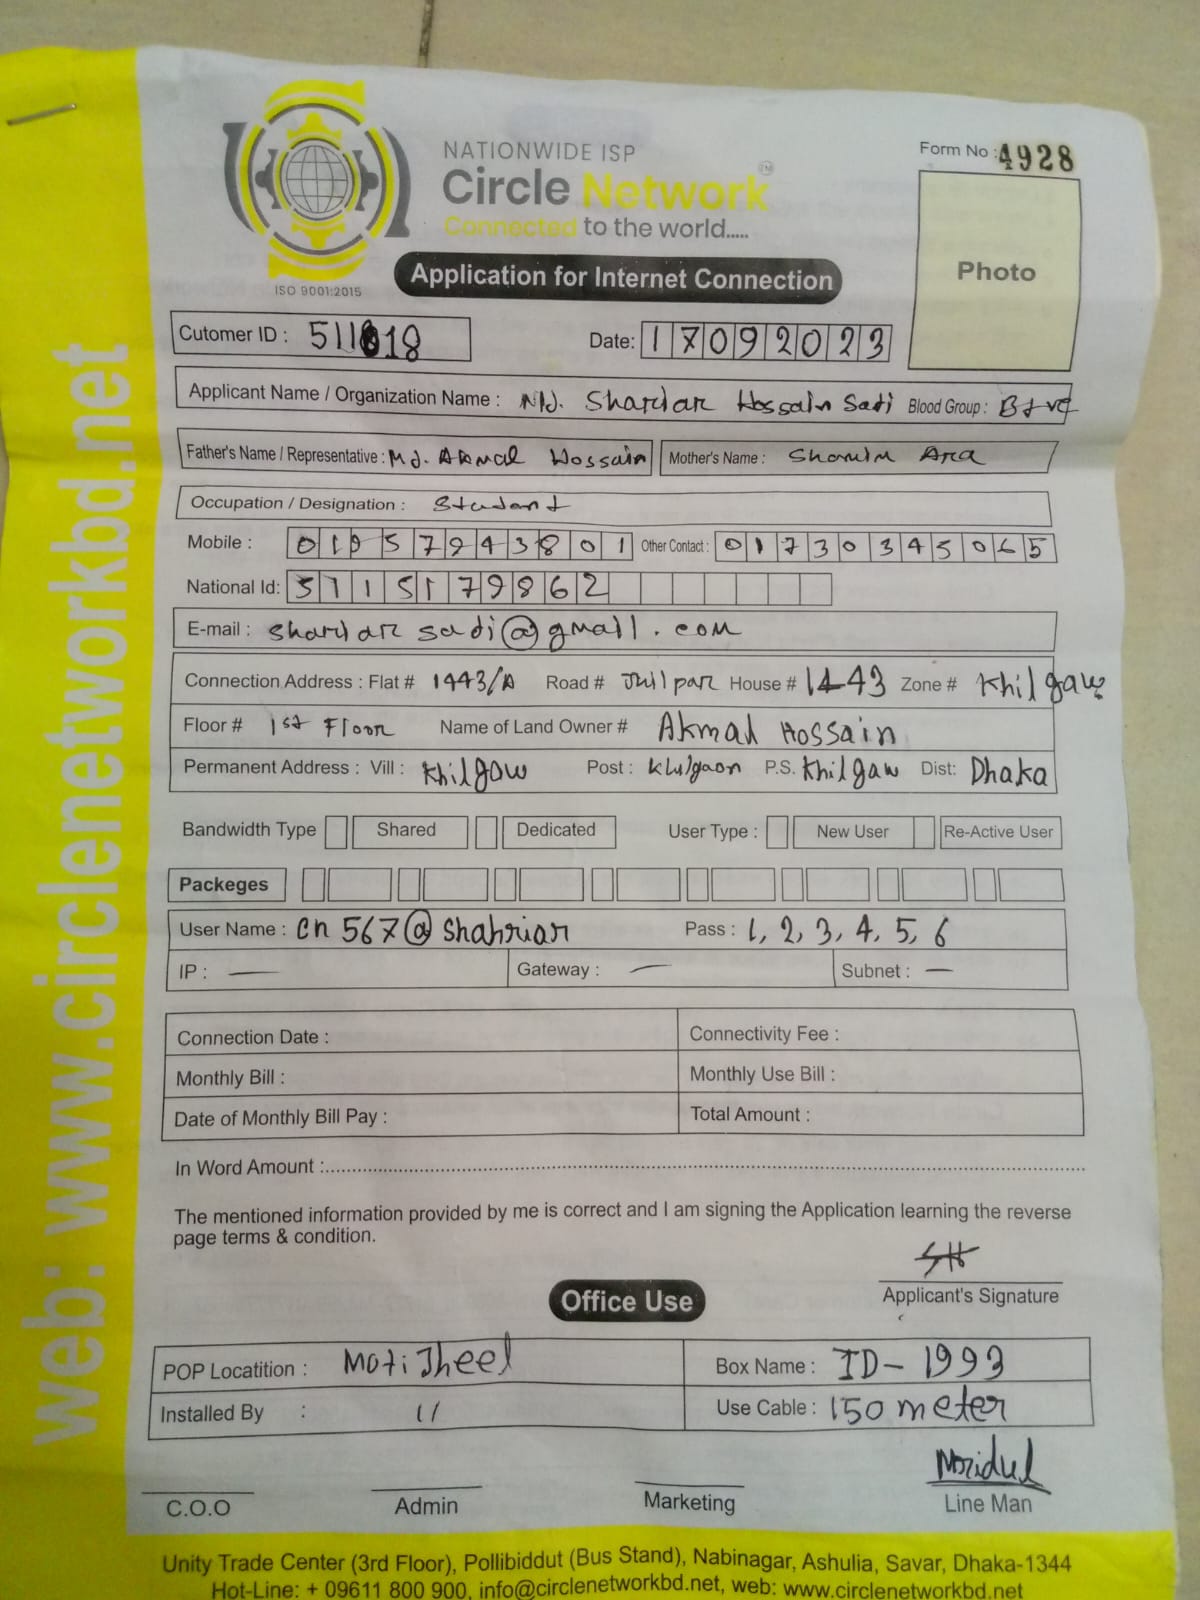 NATIONWIDE ISP
Circle Network
Connected to the world.....
ISO 9001:2015
Form No : 4928
Photo
Application for Internet Connection
Cutomer ID : 511818
Date: 17092023
Applicant Name / Organization Name : Md. Shariar Hossain Sadi Blood Group : B+ve
Father's Name / Representative : Md. Akmal Hossain Mother's Name : Shamim Ara
Occupation / Designation : Student
Mobile : 01957943801 Other Contact : 01730345065
National Id: 5115179862
E-mail : shariar sadi@gmail.com
Connection Address : Flat # 1443/A Road # Jhilpar House # 1443 Zone # Khilgaw
Floor # 1st Floor Name of Land Owner # Akmal Hossain
Permanent Address : Vill : Khilgaw Post : Khilgaon P.S. Khilgaw Dist: Dhaka
Bandwidth Type Shared Dedicated User Type : New User Re-Active User
Packeges
User Name : cn 567@shahriar Pass : 1, 2, 3, 4, 5, 6
IP : — Gateway : — Subnet : —
Connection Date : Connectivity Fee :
Monthly Bill : Monthly Use Bill :
Date of Monthly Bill Pay : Total Amount :
In Word Amount :
The mentioned information provided by me is correct and I am signing the Application learning the reverse
page terms & condition.
Applicant's Signature
Office Use
POP Locatition : Motijheel Box Name : ID- 1993
Installed By : 11 Use Cable : 150 meter
C.O.O Admin Marketing Line Man
Unity Trade Center (3rd Floor), Pollibiddut (Bus Stand), Nabinagar, Ashulia, Savar, Dhaka-1344
Hot-Line: + 09611 800 900, info@circlenetworkbd.net, web: www.circlenetworkbd.net
web: www.circlenetworkbd.net